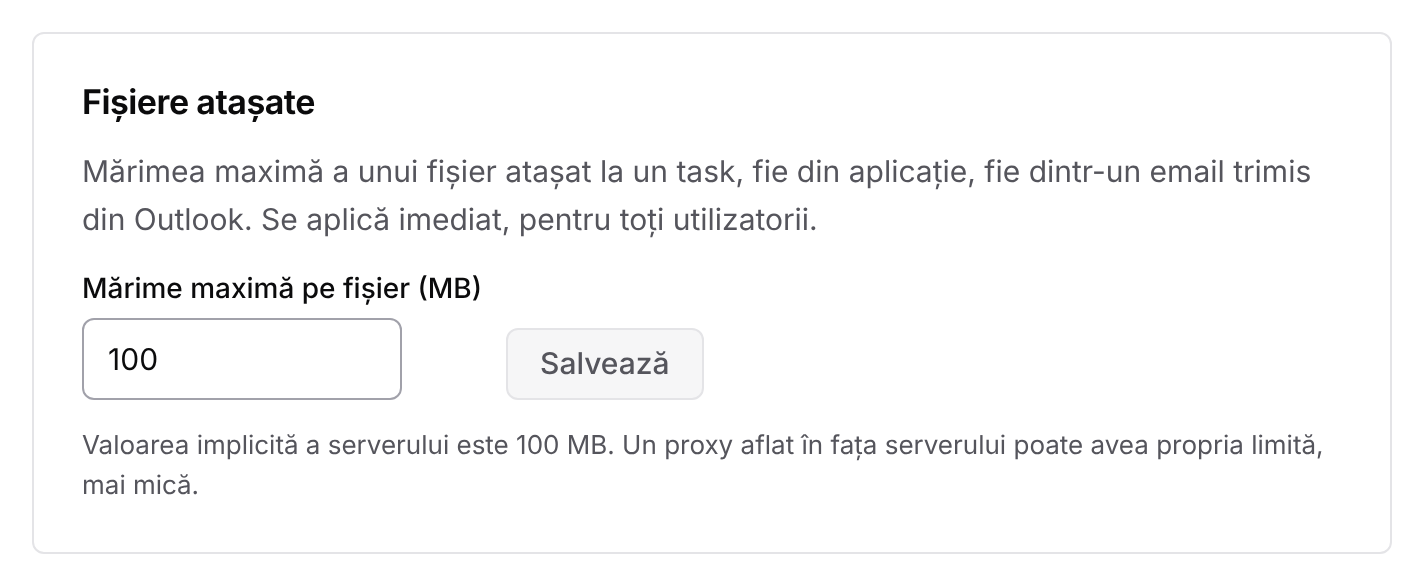 Fișiere atașate
Mărimea maximă a unui fișier atașat la un task, fie din aplicație, fie dintr-un email trimis
din Outlook. Se aplică imediat, pentru toți utilizatorii.
Mărime maximă pe fișier (MB)
100
Salvează
Valoarea implicită a serverului este 100 MB. Un proxy aflat în fața serverului poate avea propria limită,
mai mică.